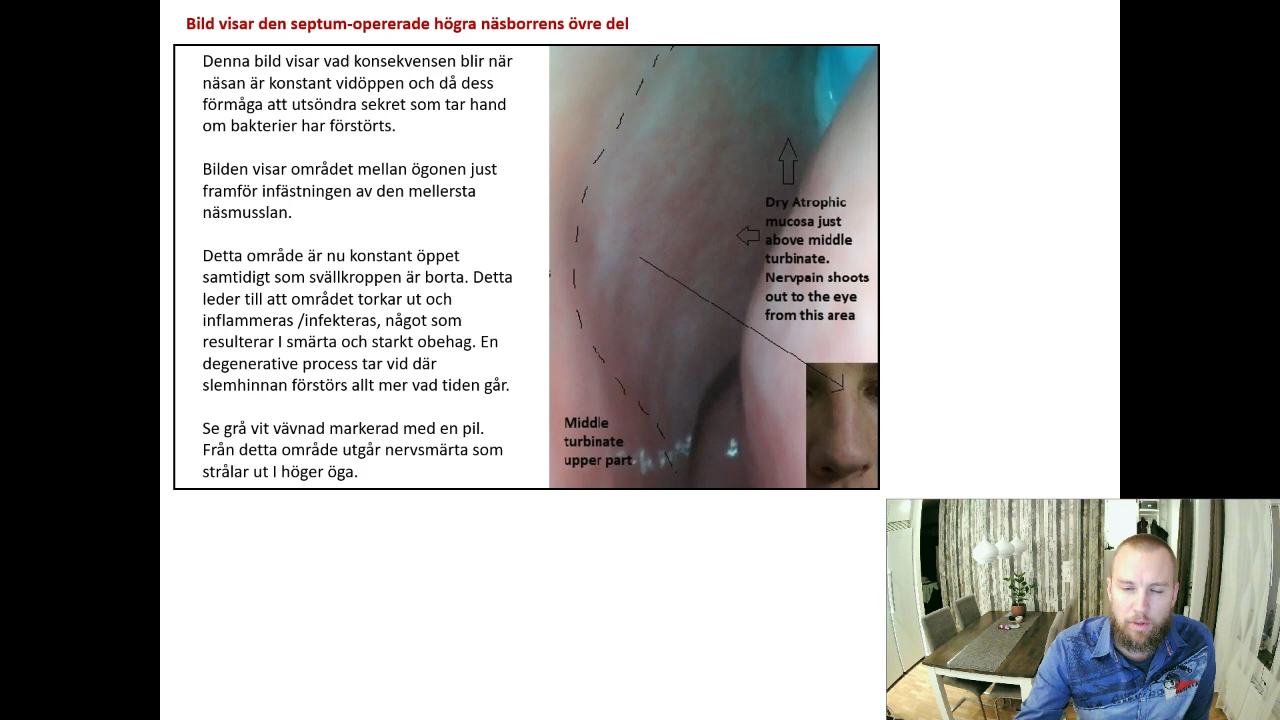 Bild visar den septum-opererade högra näsborrens övre del
Denna bild visar vad konsekvensen blir när
näsan är konstant vidöppen och då dess
förmåga att utsöndra sekret som tar hand
om bakterier har förstörts.
Bilden visar området mellan ögonen just
framför infästningen av den mellersta
näsmusslan.
Detta område är nu konstant öppet
samtidigt som svällkroppen är borta. Detta
leder till att området torkar ut och
inflammeras /infekteras, något som
resulterar I smärta och starkt obehag. En
degenerative process tar vid där
slemhinnan förstörs allt mer vad tiden går.
Se grå vit vävnad markerad med en pil.
Från detta område utgår nervsmärta som
strålar ut I höger öga.
Dry Atrophic
mucosa just
above middle
turbinate.
Nervpain shoots
out to the eye
from this area
Middle
turbinate
upper part